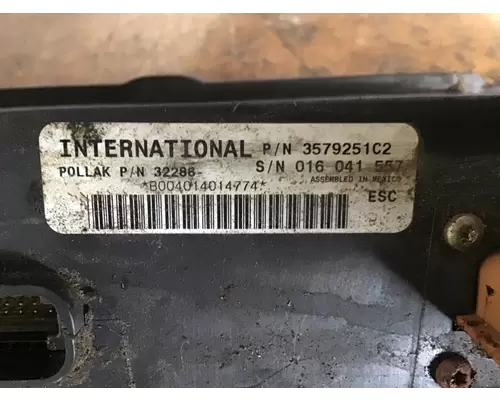 INTERNATIONAL P/N 3579251C2
POLLAK P/N 32286- S/N 016 041 557
*B004014014774* ASSEMBLED IN MEXICO
ESC